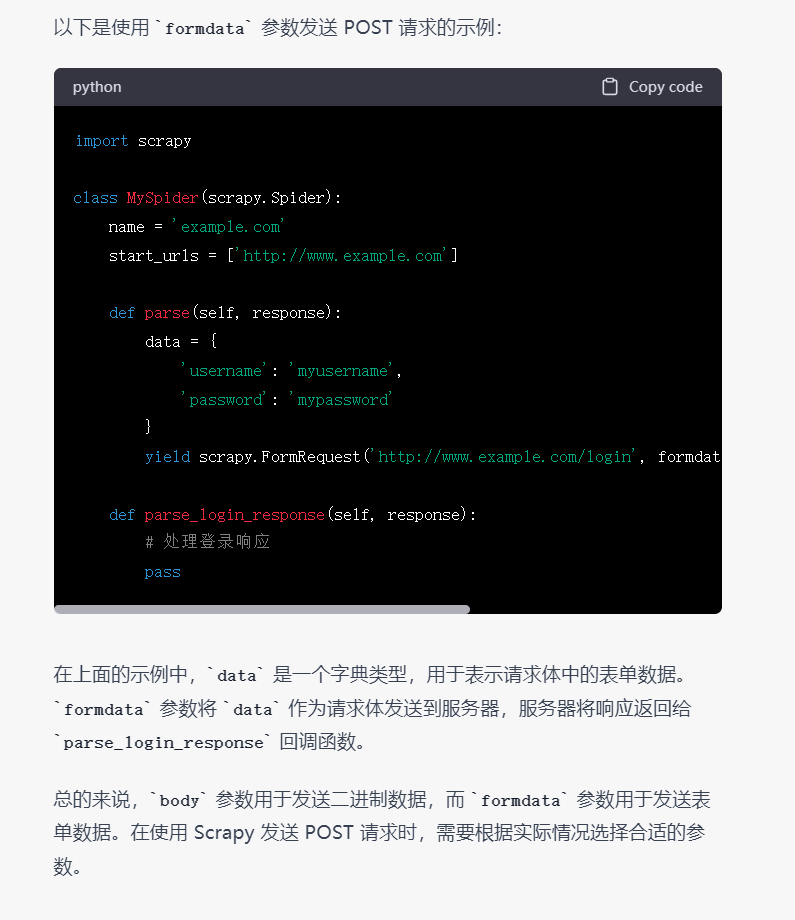 以下是使用 `formdata` 参数发送 POST 请求的示例：
python
Copy code
import scrapy
class MySpider(scrapy.Spider):
    name = 'example.com'
    start_urls = ['http://www.example.com']
    def parse(self, response):
        data = {
            'username': 'myusername',
            'password': 'mypassword'
        }
        yield scrapy.FormRequest('http://www.example.com/login', formdat
    def parse_login_response(self, response):
        # 处理登录响应
        pass
在上面的示例中，`data` 是一个字典类型，用于表示请求体中的表单数据。
`formdata` 参数将 `data` 作为请求体发送到服务器，服务器将响应返回给
`parse_login_response` 回调函数。
总的来说，`body` 参数用于发送二进制数据，而 `formdata` 参数用于发送表
单数据。在使用 Scrapy 发送 POST 请求时，需要根据实际情况选择合适的参
数。